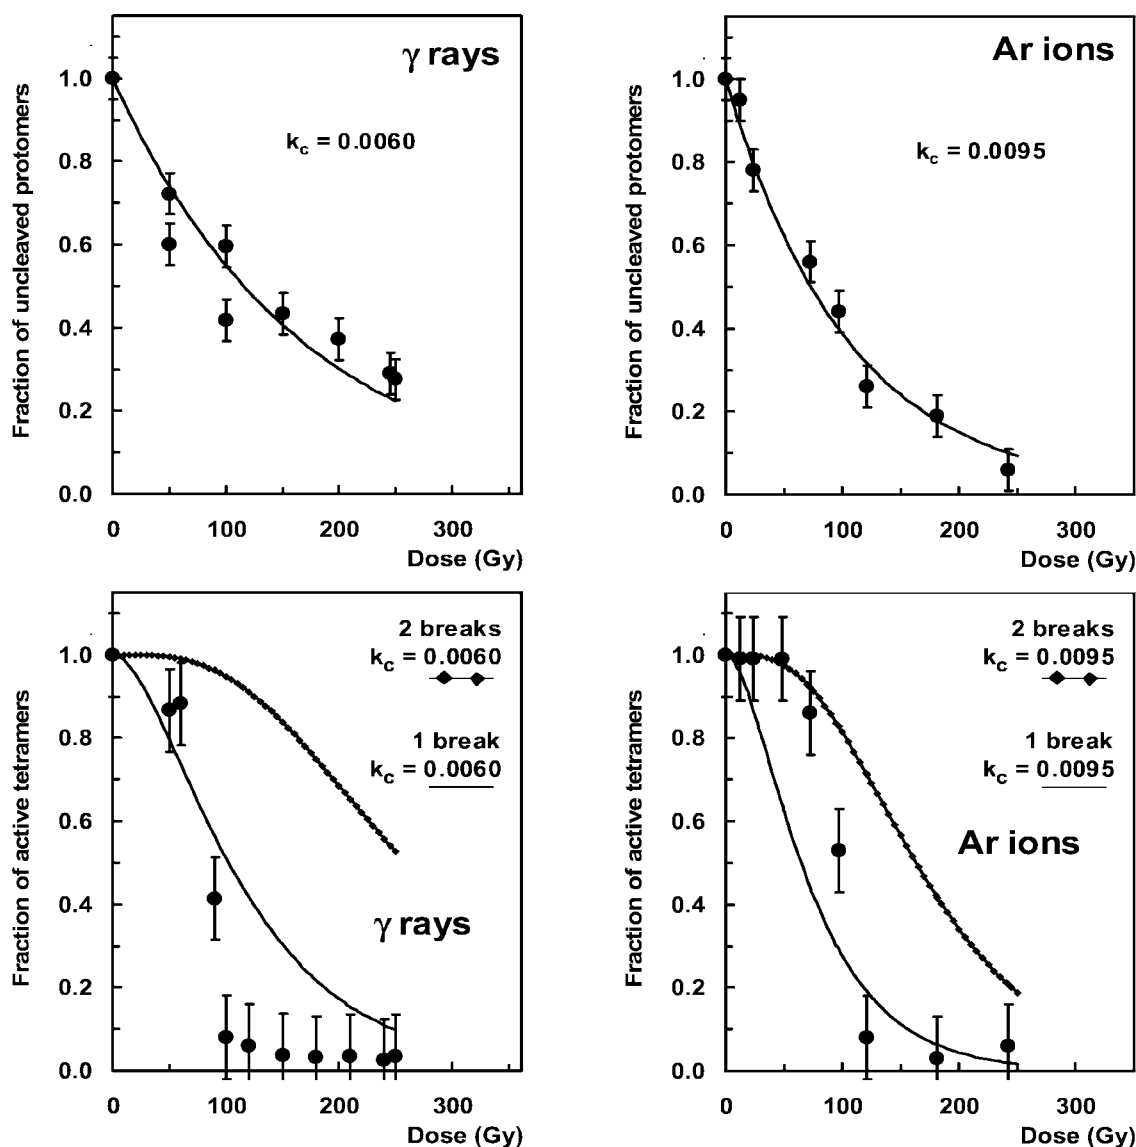 γ rays
k_c = 0.0060
Fraction of uncleaved protomers
1.0
0.8
0.6
0.4
0.2
0.0
0 100 200 300
Dose (Gy)
Ar ions
k_c = 0.0095
Fraction of uncleaved protomers
1.0
0.8
0.6
0.4
0.2
0.0
0 100 200 300
Dose (Gy)
2 breaks
k_c = 0.0060
1 break
k_c = 0.0060
γ rays
Fraction of active tetramers
1.0
0.8
0.6
0.4
0.2
0.0
0 100 200 300
Dose (Gy)
2 breaks
k_c = 0.0095
1 break
k_c = 0.0095
Ar ions
Fraction of active tetramers
1.0
0.8
0.6
0.4
0.2
0.0
0 100 200 300
Dose (Gy)